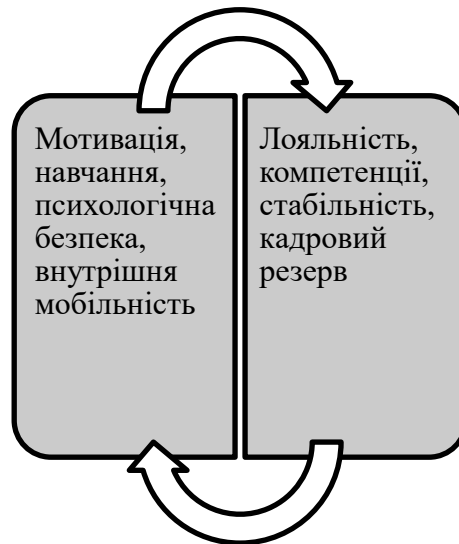 Мотивація,
навчання,
психологічна
безпека,
внутрішня
мобільність
Лояльність,
компетенції,
стабільність,
кадровий
резерв